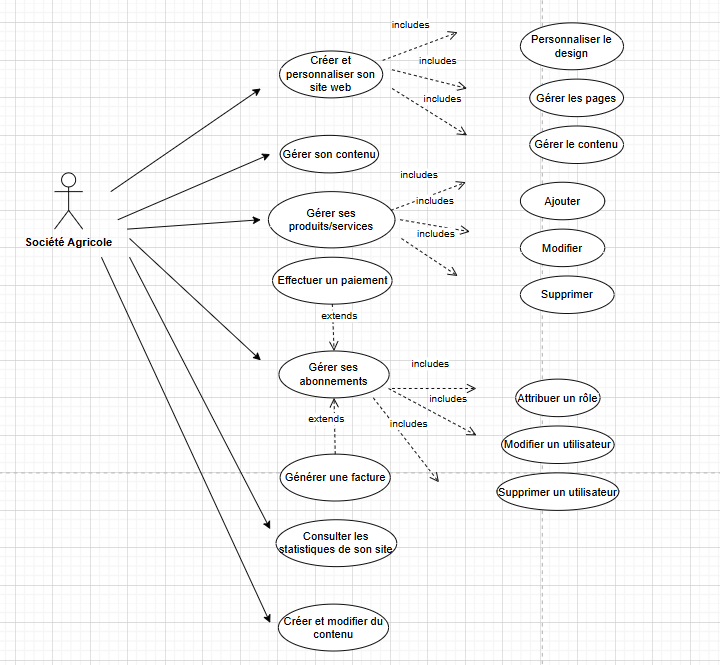 includes
Personnaliser le
design
Créer et
personnaliser son
site web
includes
includes
Gérer les pages
Gérer le contenu
Gérer son contenu
includes
Société Agricole
Gérer ses
produits/services
includes
includes
Ajouter
Modifier
Supprimer
Effectuer un paiement
extends
Gérer ses
abonnements
includes
includes
includes
Attribuer un rôle
Modifier un utilisateur
Supprimer un utilisateur
extends
Générer une facture
Consulter les
statistiques de son site
Créer et modifier du
contenu